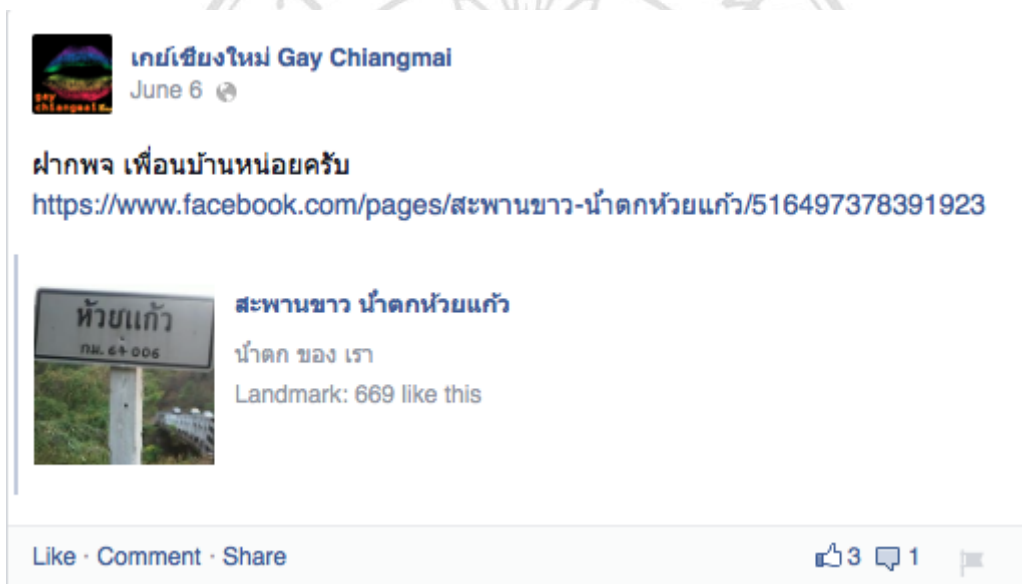 เกย์เชียงใหม่ Gay Chiangmai
June 6
gay
chiangmai
ฝากพจ เพื่อนบ้านหน่อยครับ
https://www.facebook.com/pages/สะพานขาว-น้ำตกห้วยแก้ว/516497378391923
ห้วยแก้ว
สะพานขาว น้ำตกห้วยแก้ว
น้ำตก ของ เรา
Landmark: 669 like this
Like · Comment · Share
3 1